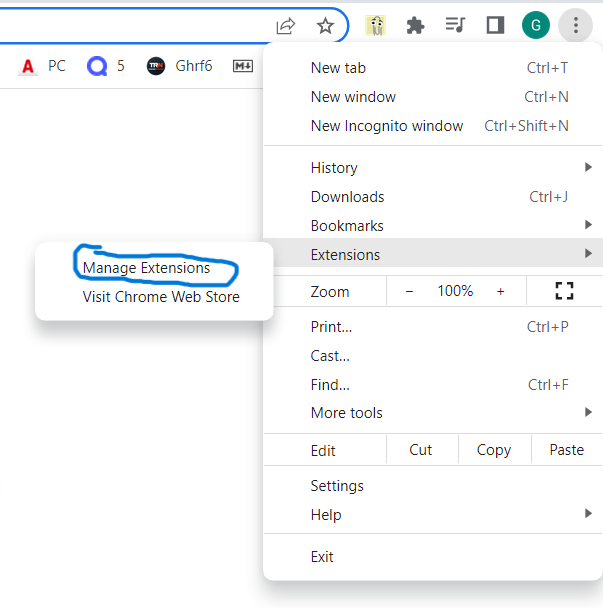 G
A PC 5 TRN Ghrf6 M
New tab Ctrl+T
New window Ctrl+N
New Incognito window Ctrl+Shift+N
History
Downloads Ctrl+J
Bookmarks
Extensions
Manage Extensions
Visit Chrome Web Store
Zoom − 100% +
Print... Ctrl+P
Cast...
Find... Ctrl+F
More tools
Edit Cut Copy Paste
Settings
Help
Exit